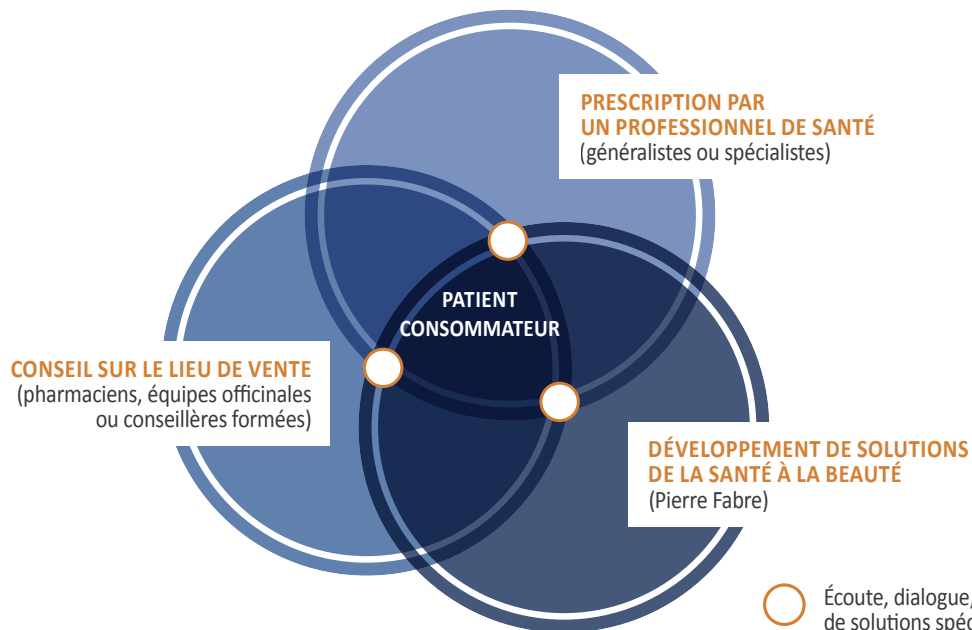 PRESCRIPTION PAR
UN PROFESSIONNEL DE SANTÉ
(généralistes ou spécialistes)
PATIENT
CONSOMMATEUR
CONSEIL SUR LE LIEU DE VENTE
(pharmaciens, équipes officinales
ou conseillères formées)
DÉVELOPPEMENT DE SOLUTIONS
DE LA SANTÉ À LA BEAUTÉ
(Pierre Fabre)
Écoute, dialogue,
de solutions